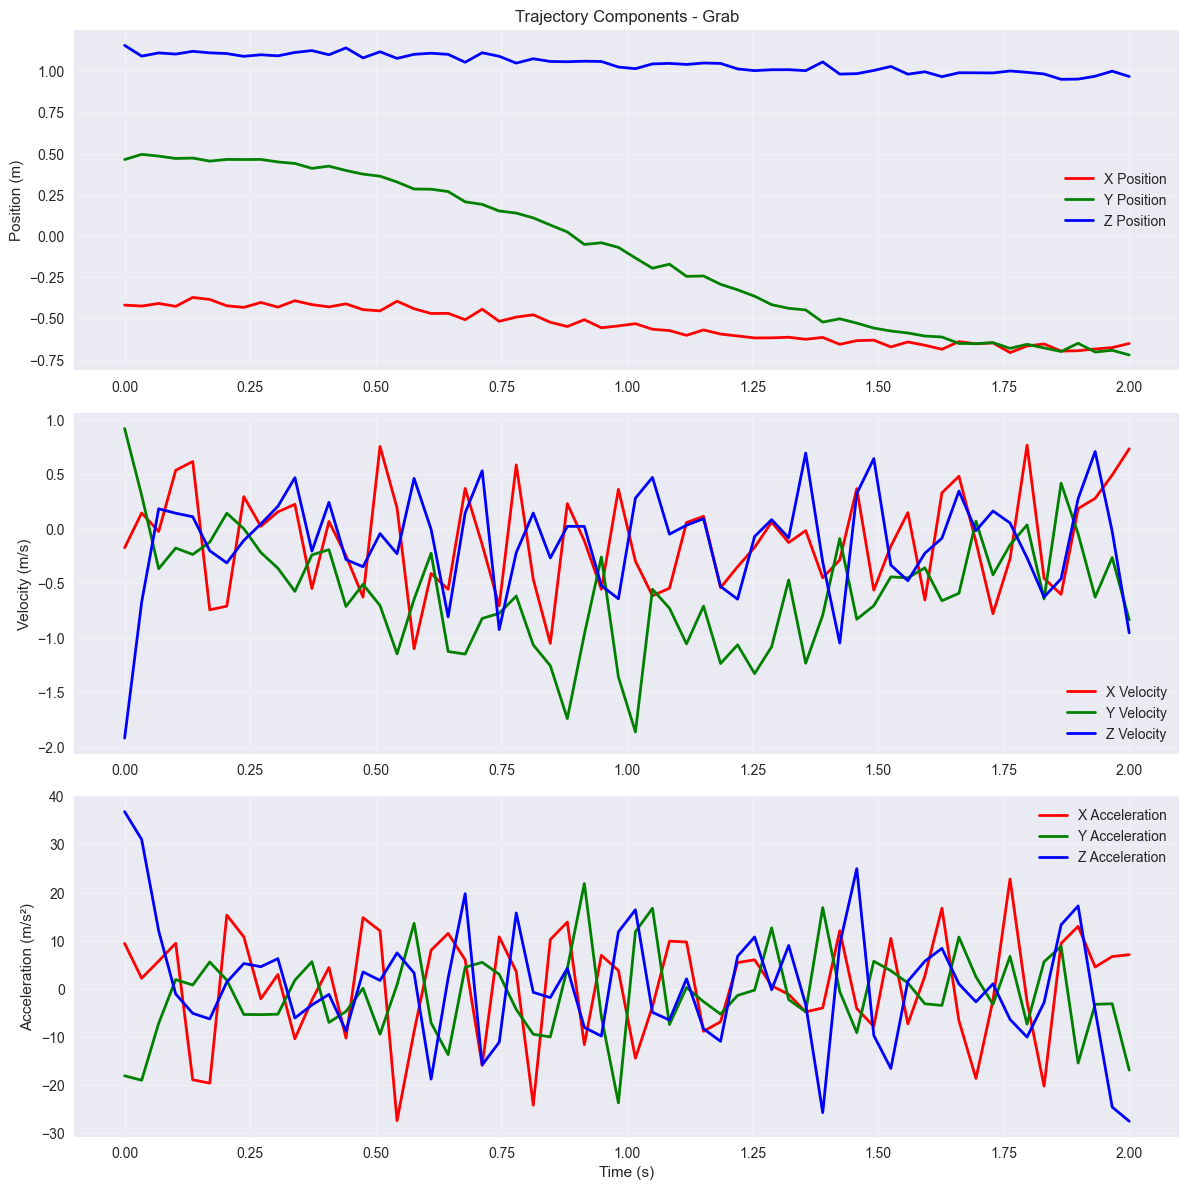 Trajectory Components - Grab
Position (m)
1.00
0.75
0.50
0.25
0.00
−0.25
−0.50
−0.75
X Position
Y Position
Z Position
0.00 0.25 0.50 0.75 1.00 1.25 1.50 1.75 2.00
Velocity (m/s)
1.0
0.5
0.0
−0.5
−1.0
−1.5
−2.0
X Velocity
Y Velocity
Z Velocity
0.00 0.25 0.50 0.75 1.00 1.25 1.50 1.75 2.00
Acceleration (m/s²)
40
30
20
10
0
−10
−20
−30
X Acceleration
Y Acceleration
Z Acceleration
0.00 0.25 0.50 0.75 1.00 1.25 1.50 1.75 2.00
Time (s)